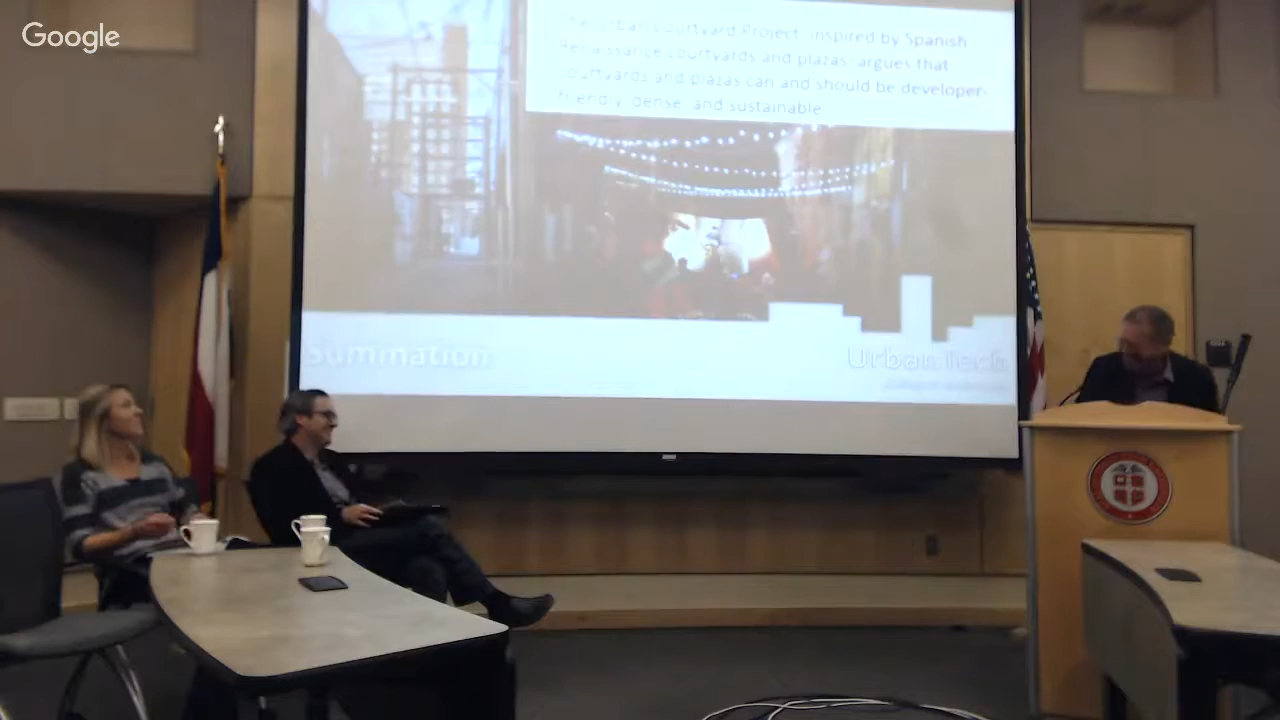 Google
The Urban Courtyard Project, inspired by Spanish
Renaissance courtyards and plazas, argues that
courtyards and plazas can and should be developer-
friendly, dense, and sustainable
Summation
Urban Tech